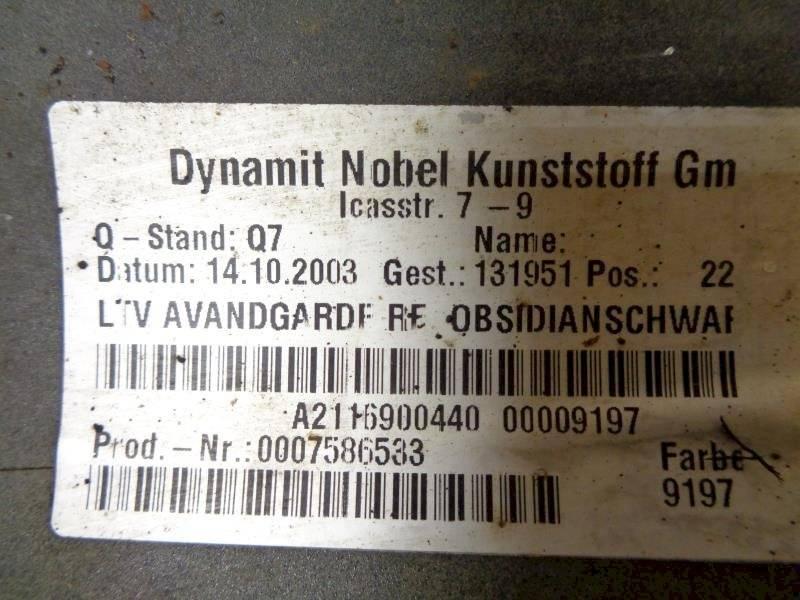 Dynamit Nobel Kunststoff Gm
Icasstr. 7 – 9
Q – Stand: Q7 Name:
Datum: 14.10.2003 Gest.: 131951 Pos.: 22
LTV AVANDGARDE RE. OBSIDIANSCHWAR
A2116900440 00009197
Prod. – Nr.:0007586533 Farbe
9197